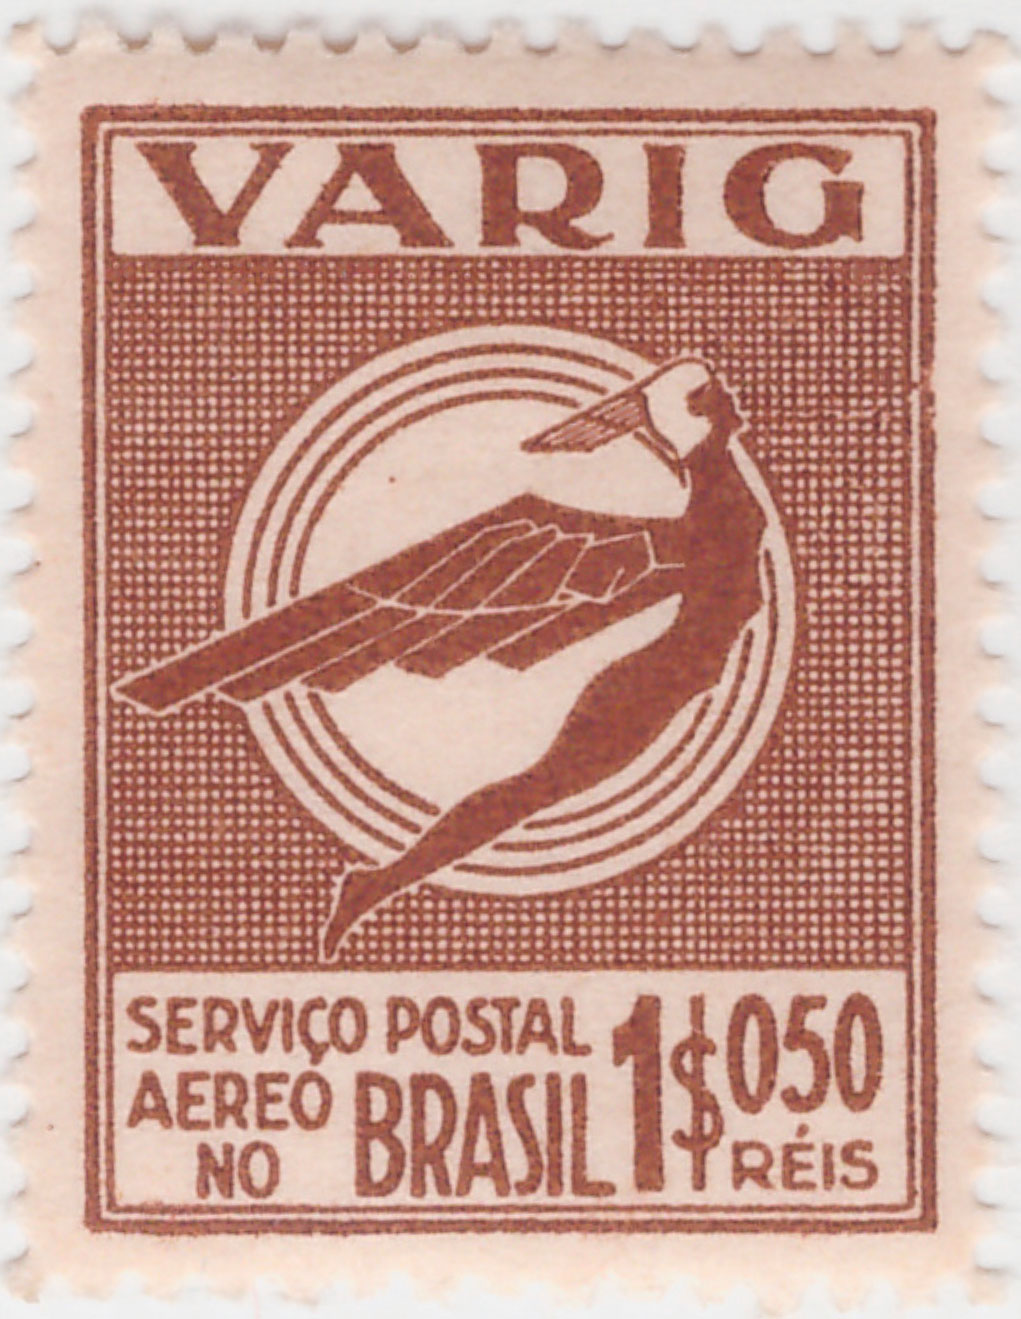 VARIG
SERVIÇO POSTAL
AEREO
NO BRASIL
1$050
RÉIS